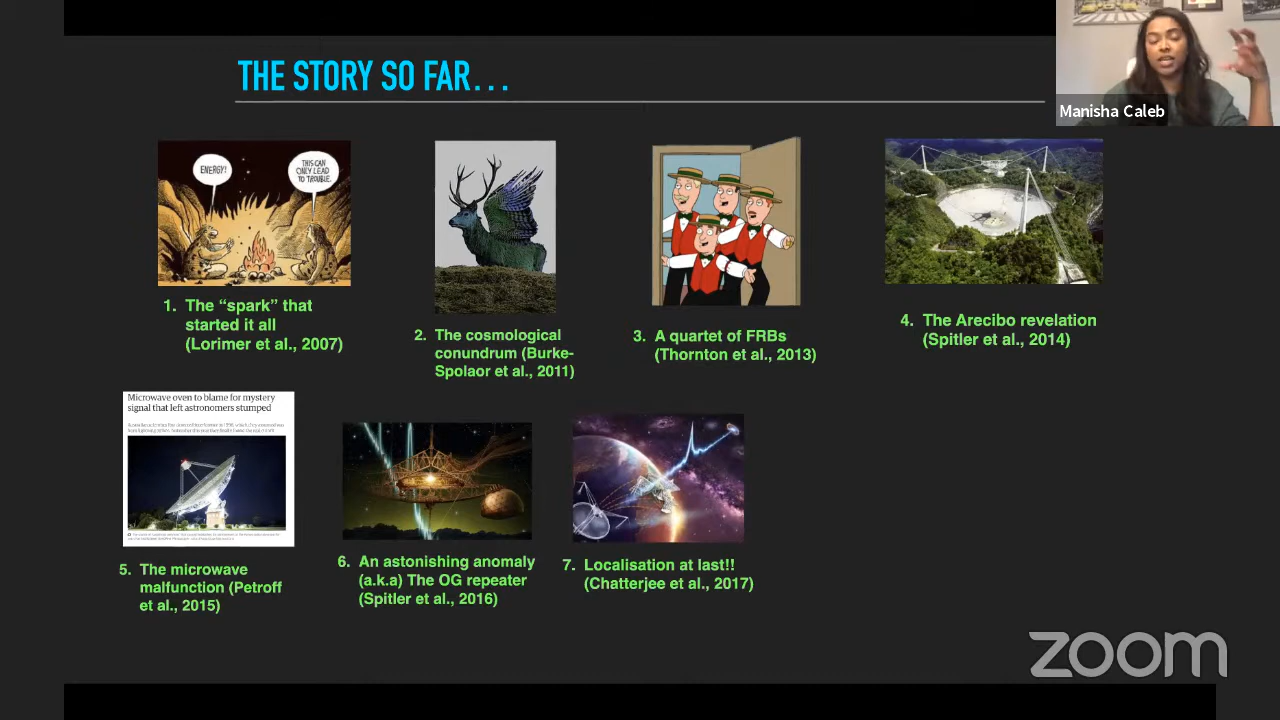 THE STORY SO FAR...
Manisha Caleb
ENERGY!
THIS CAN
ONLY LEAD
TO TROUBLE.
1. The “spark” that
started it all
(Lorimer et al., 2007)
2. The cosmological
conundrum (Burke-
Spolaor et al., 2011)
3. A quartet of FRBs
(Thornton et al., 2013)
4. The Arecibo revelation
(Spitler et al., 2014)
Microwave oven to blame for mystery
signal that left astronomers stumped
5. The microwave
malfunction (Petroff
et al., 2015)
6. An astonishing anomaly
(a.k.a) The OG repeater
(Spitler et al., 2016)
7. Localisation at last!!
(Chatterjee et al., 2017)
zoom